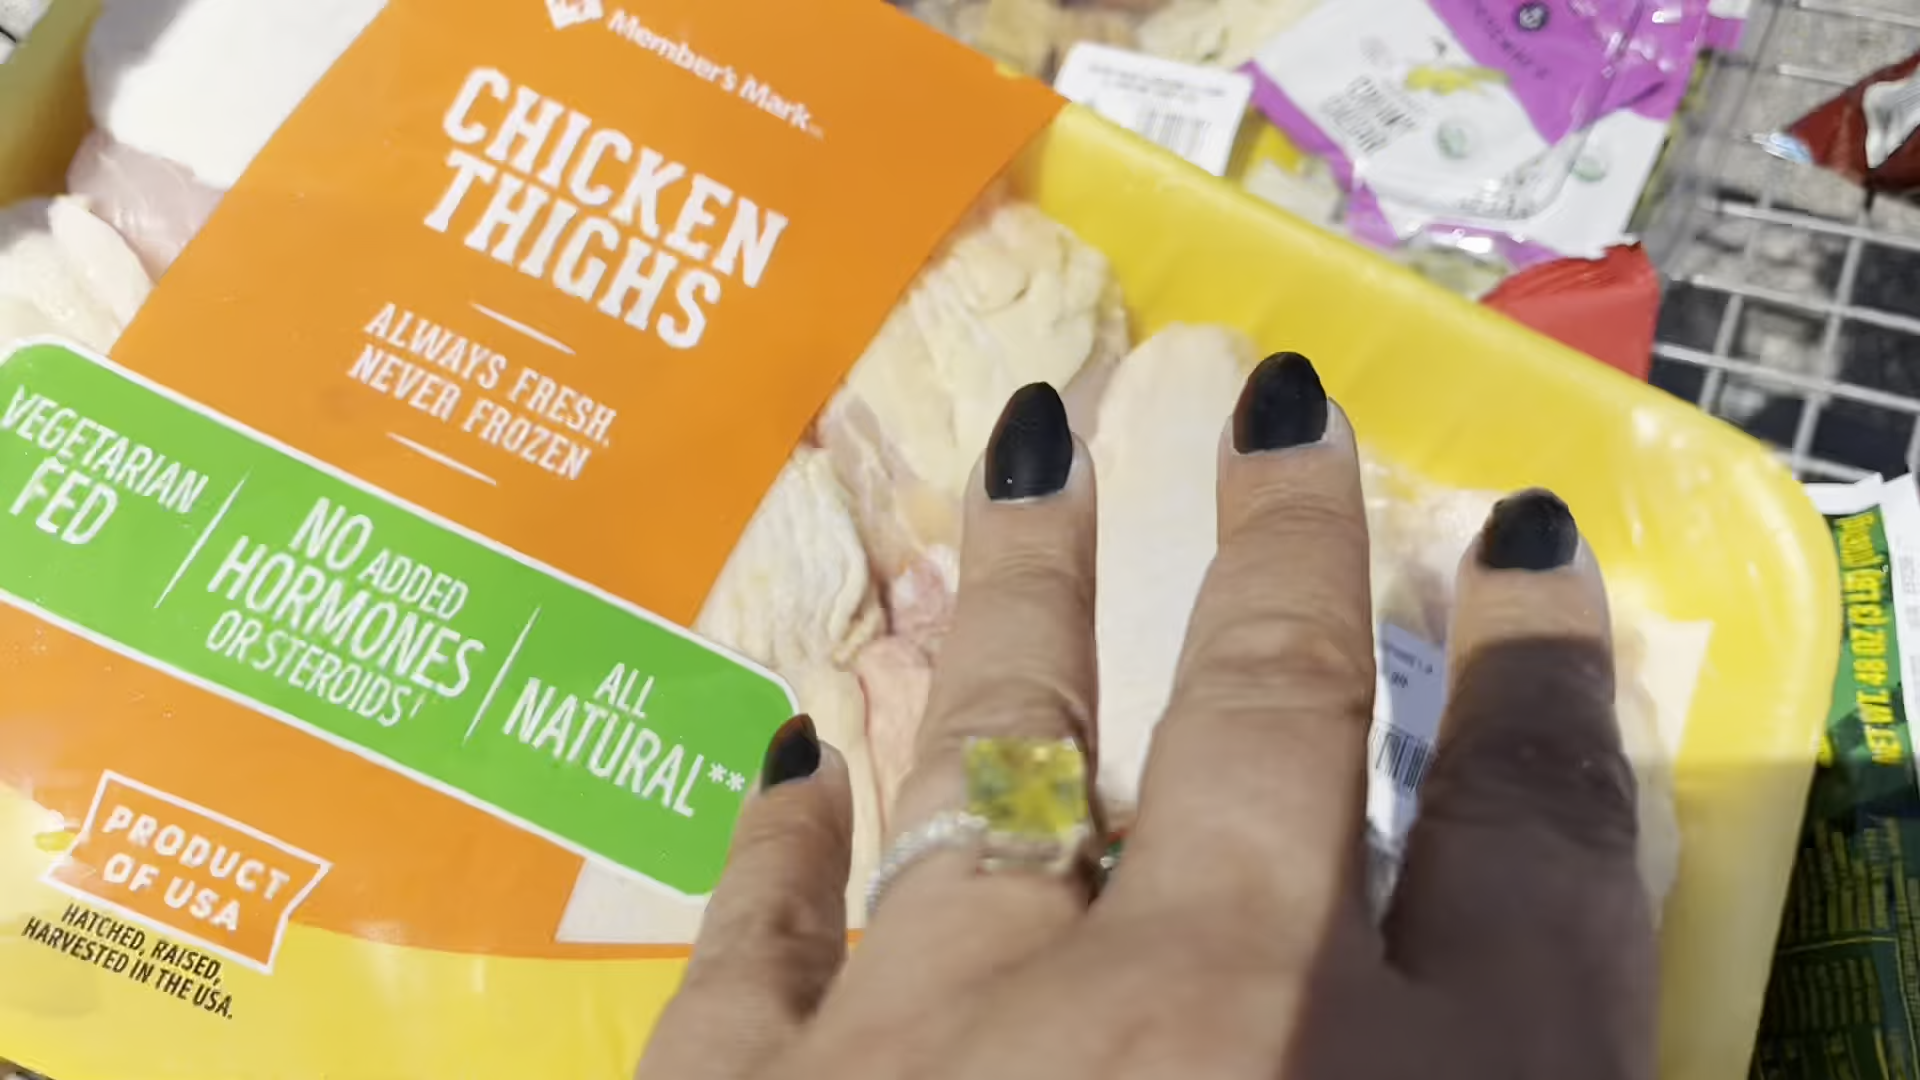 Member's Mark
CHICKEN
THIGHS
ALWAYS FRESH,
NEVER FROZEN
VEGETARIAN
FED
NO ADDED
HORMONES
OR STEROIDS†
ALL
NATURAL**
PRODUCT
OF USA
HATCHED, RAISED,
HARVESTED IN THE USA.
NET WT. 48 OZ (3 LB)